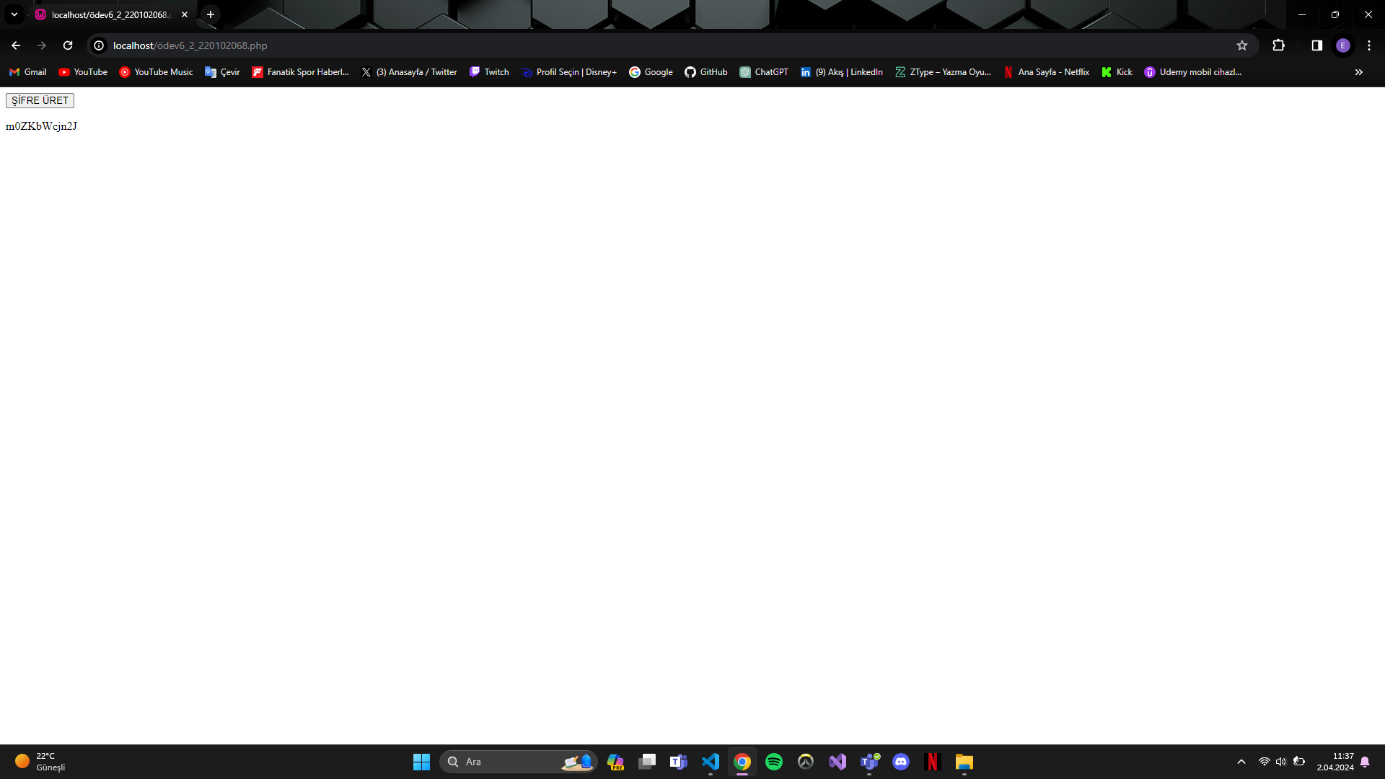 localhost/ödev6_2_220102068.p
localhost/ödev6_2_220102068.php
E
Gmail
YouTube
YouTube Music
Çevir
Fanatik Spor Haberl...
(3) Anasayfa / Twitter
Twitch
Profil Seçin | Disney+
Google
GitHub
ChatGPT
(9) Akış | LinkedIn
ZType – Yazma Oyu...
Ana Sayfa - Netflix
Kick
Udemy mobil cihazl...
ŞİFRE ÜRET
m0ZKbWcjn2J
22°C
Güneşli
Ara
11:37
2.04.2024